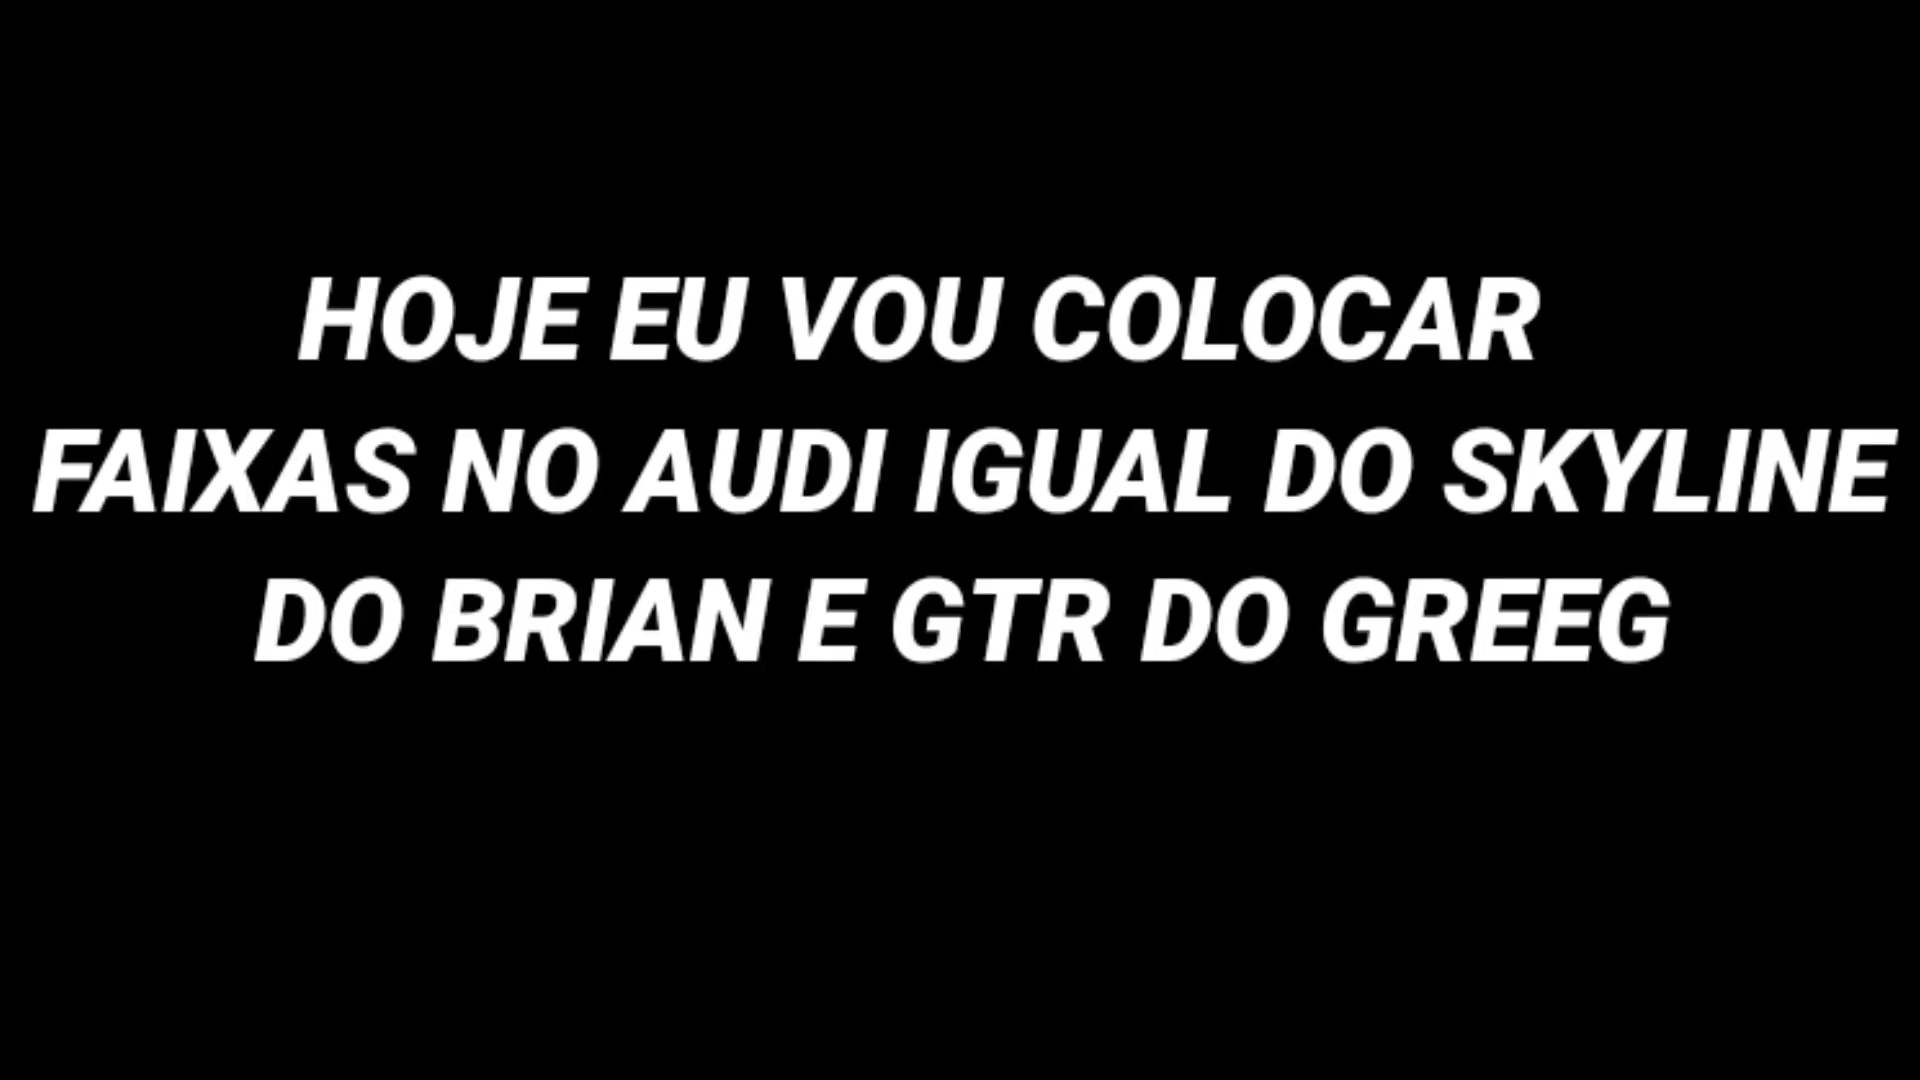 HOJE EU VOU COLOCAR
FAIXAS NO AUDI IGUAL DO SKYLINE
DO BRIAN E GTR DO GREEG